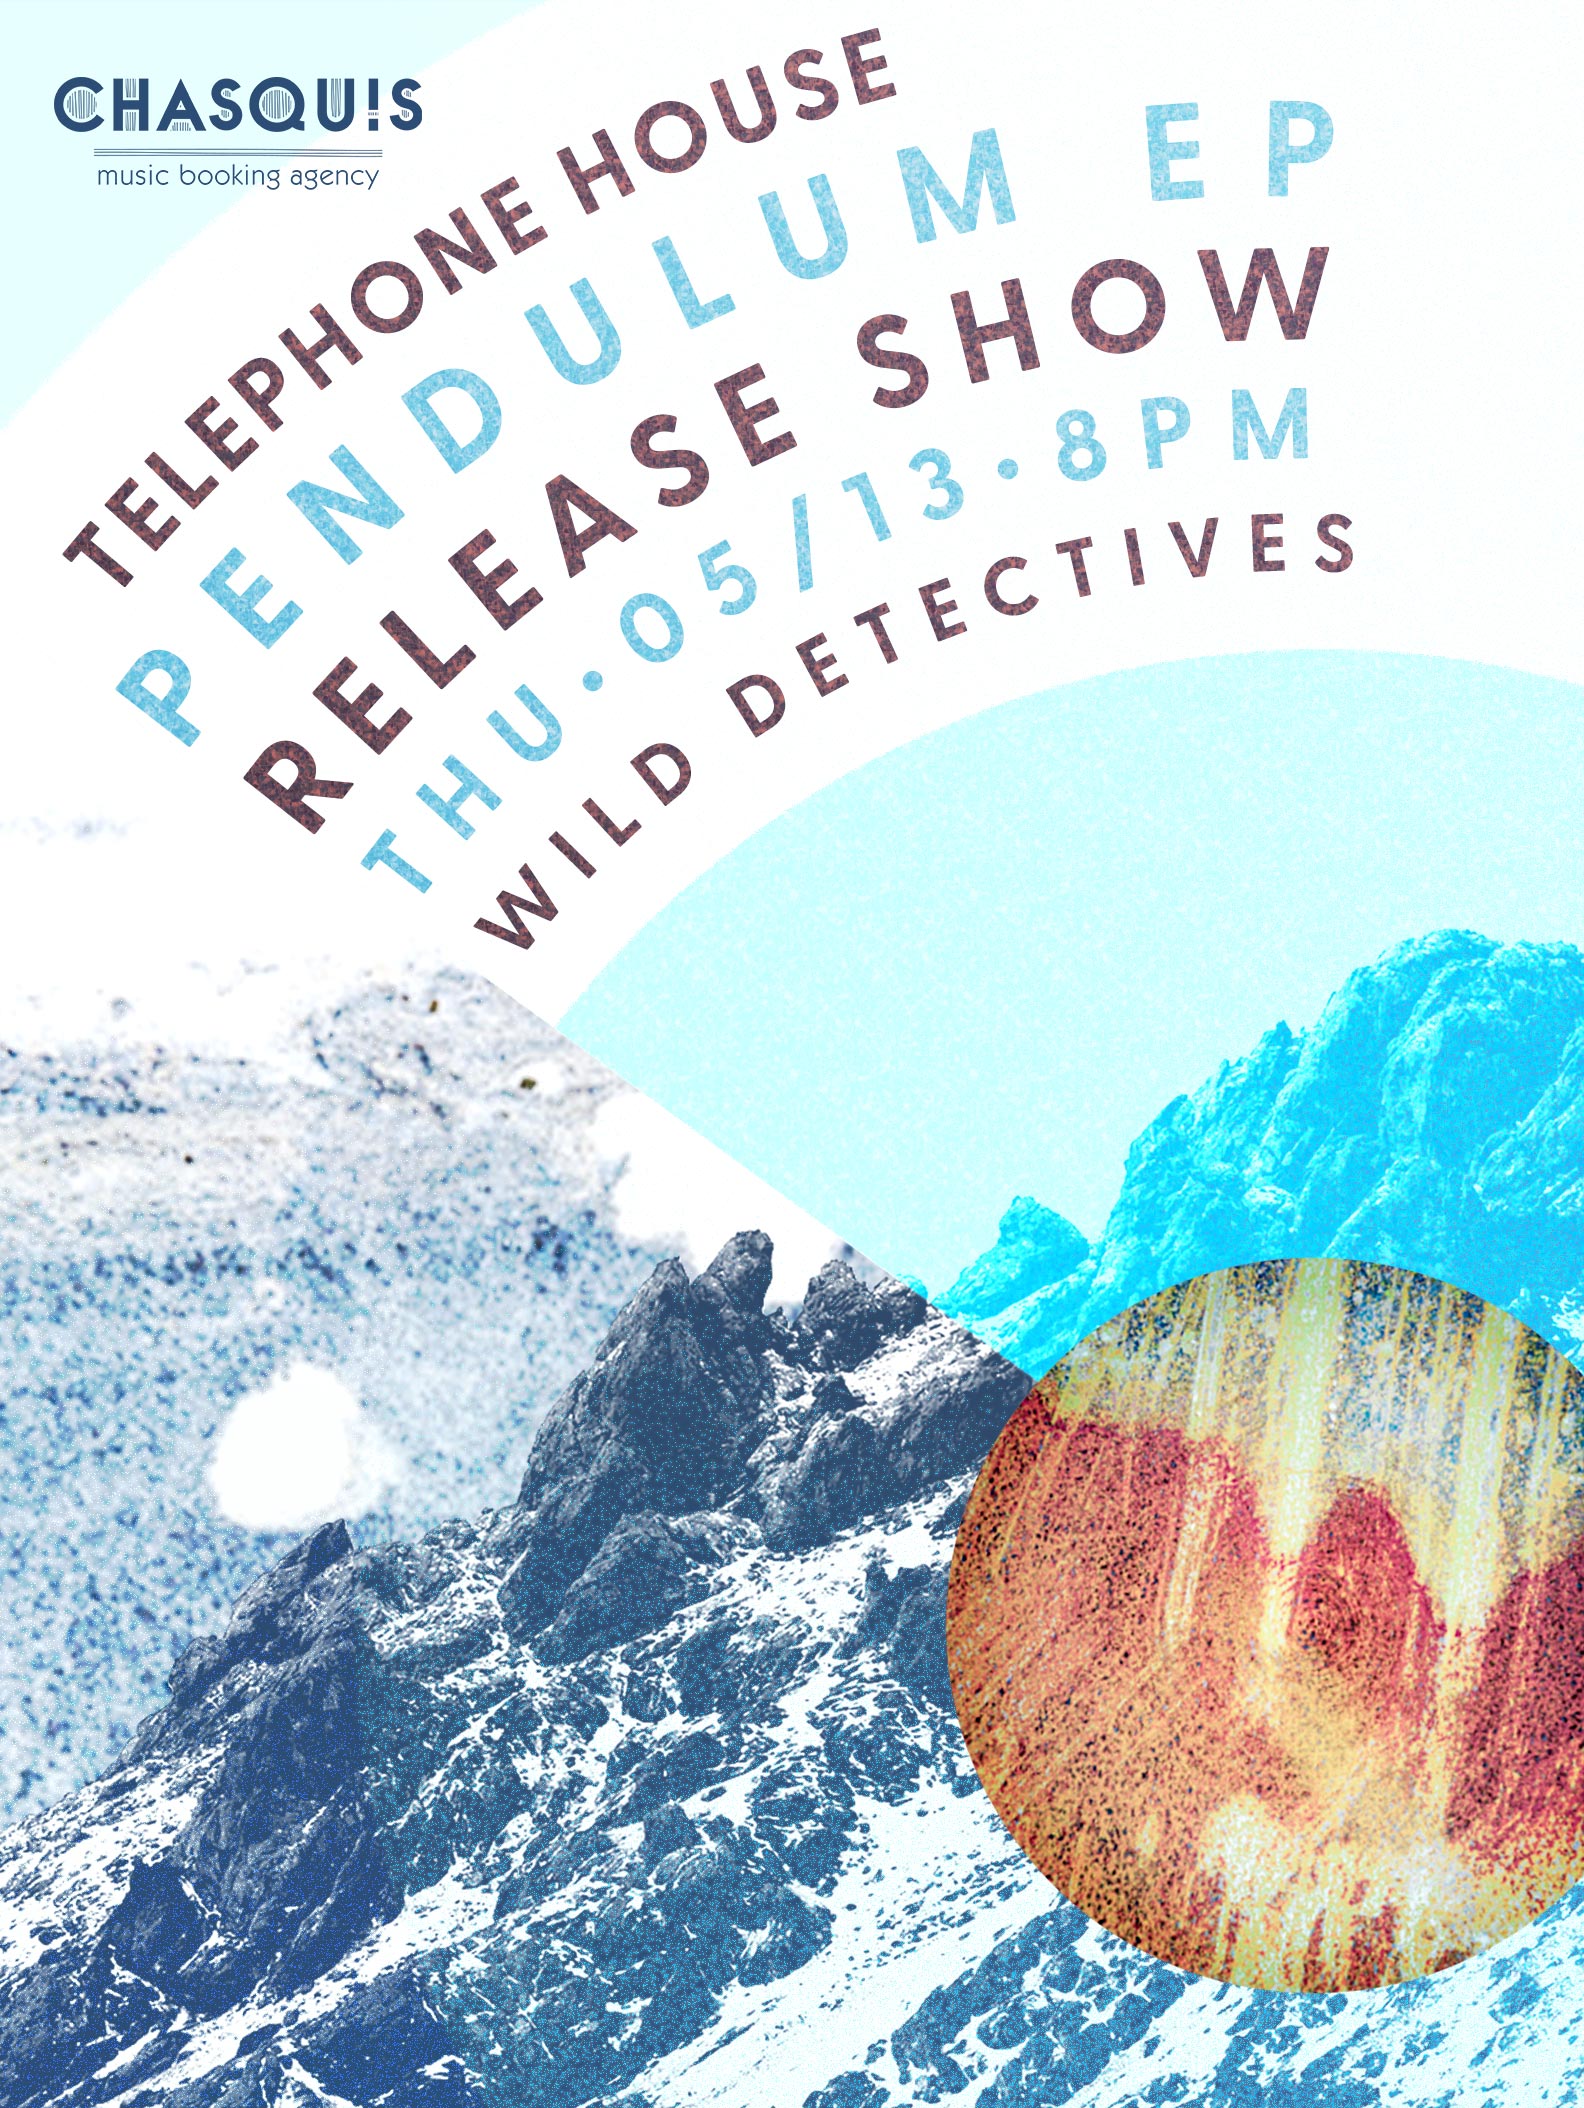 CHASQU!S
music booking agency
TELEPHONE HOUSE
PENDULUM EP
RELEASE SHOW
THU·05/13·8PM
WILD DETECTIVES